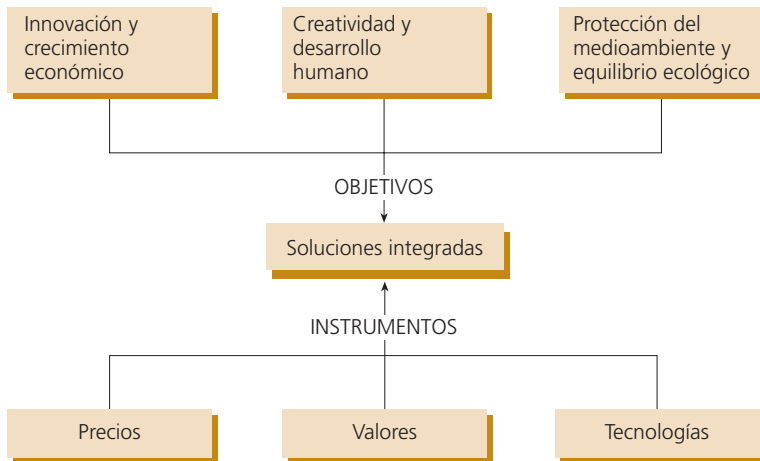 Innovación y
crecimiento
económico
Creatividad y
desarrollo
humano
Protección del
medioambiente y
equilibrio ecológico
OBJETIVOS
Soluciones integradas
INSTRUMENTOS
Precios
Valores
Tecnologías